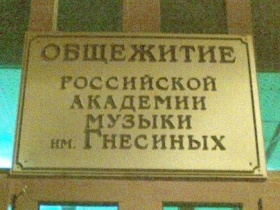 ОБЩЕЖИТИЕ
РОССИЙСКОЙ
АКАДЕМИИ
МУЗЫКИ
ИМ. ГНЕСИНЫХ